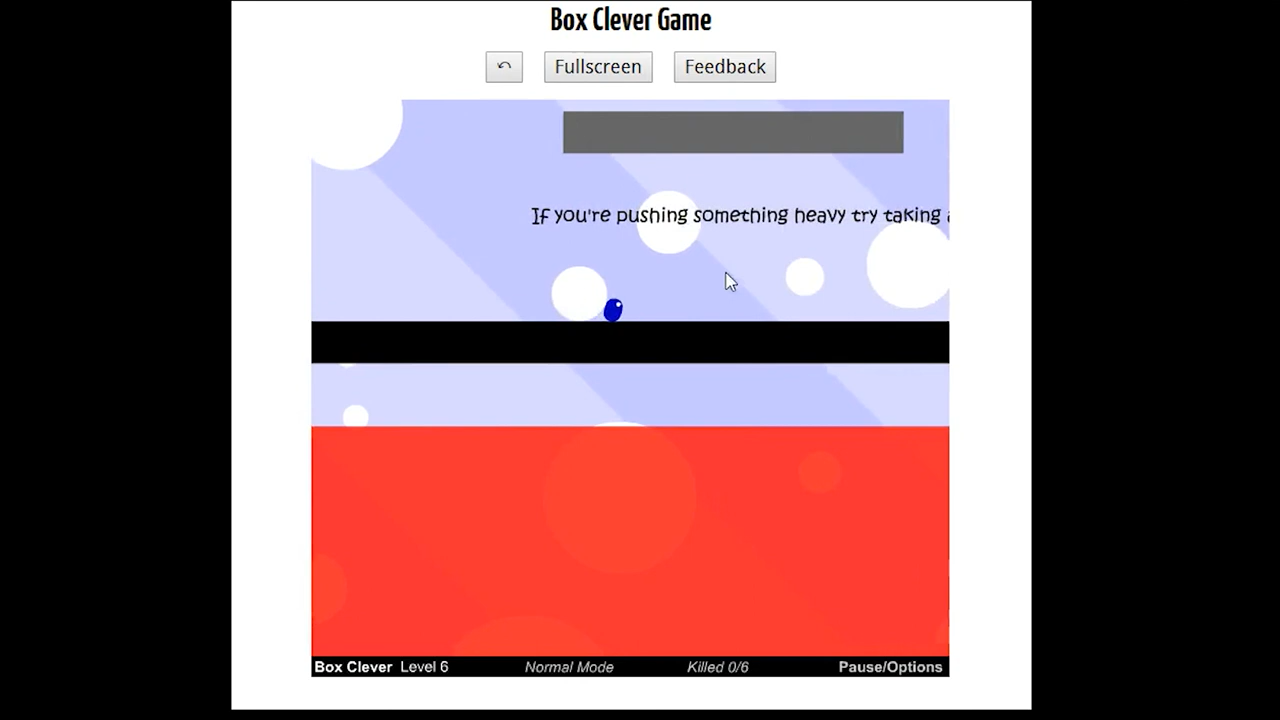 Box Clever Game
Fullscreen Feedback
If you're pushing something heavy try taking
Box Clever Level 6 Normal Mode Killed 0/6 Pause/Options